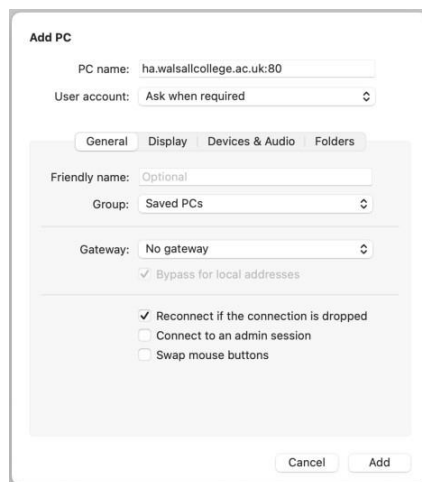 Add PC
PC name: ha.walsallcollege.ac.uk:80
User account: Ask when required
General Display Devices & Audio Folders
Friendly name: Optional
Group: Saved PCs
Gateway: No gateway
Bypass for local addresses
Reconnect if the connection is dropped
Connect to an admin session
Swap mouse buttons
Cancel Add